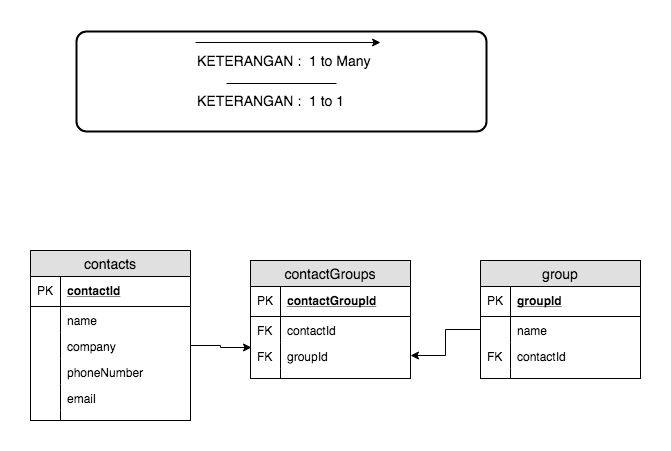 KETERANGAN : 1 to Many
KETERANGAN : 1 to 1
contacts
PK contactId
name
company
phoneNumber
email
contactGroups
PK contactGroupId
FK contactId
FK groupId
group
PK groupId
name
FK contactId